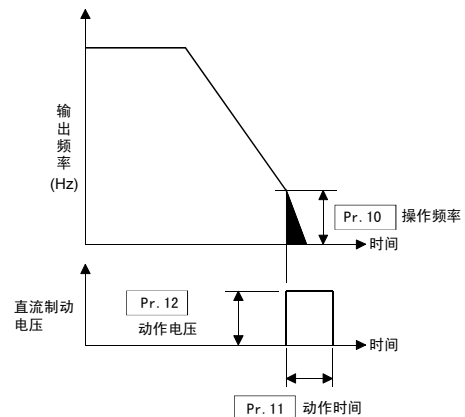 输出频率
(Hz)
Pr. 10 操作频率
时间
Pr. 12
动作电压
直流制动
电压
时间
Pr. 11 动作时间